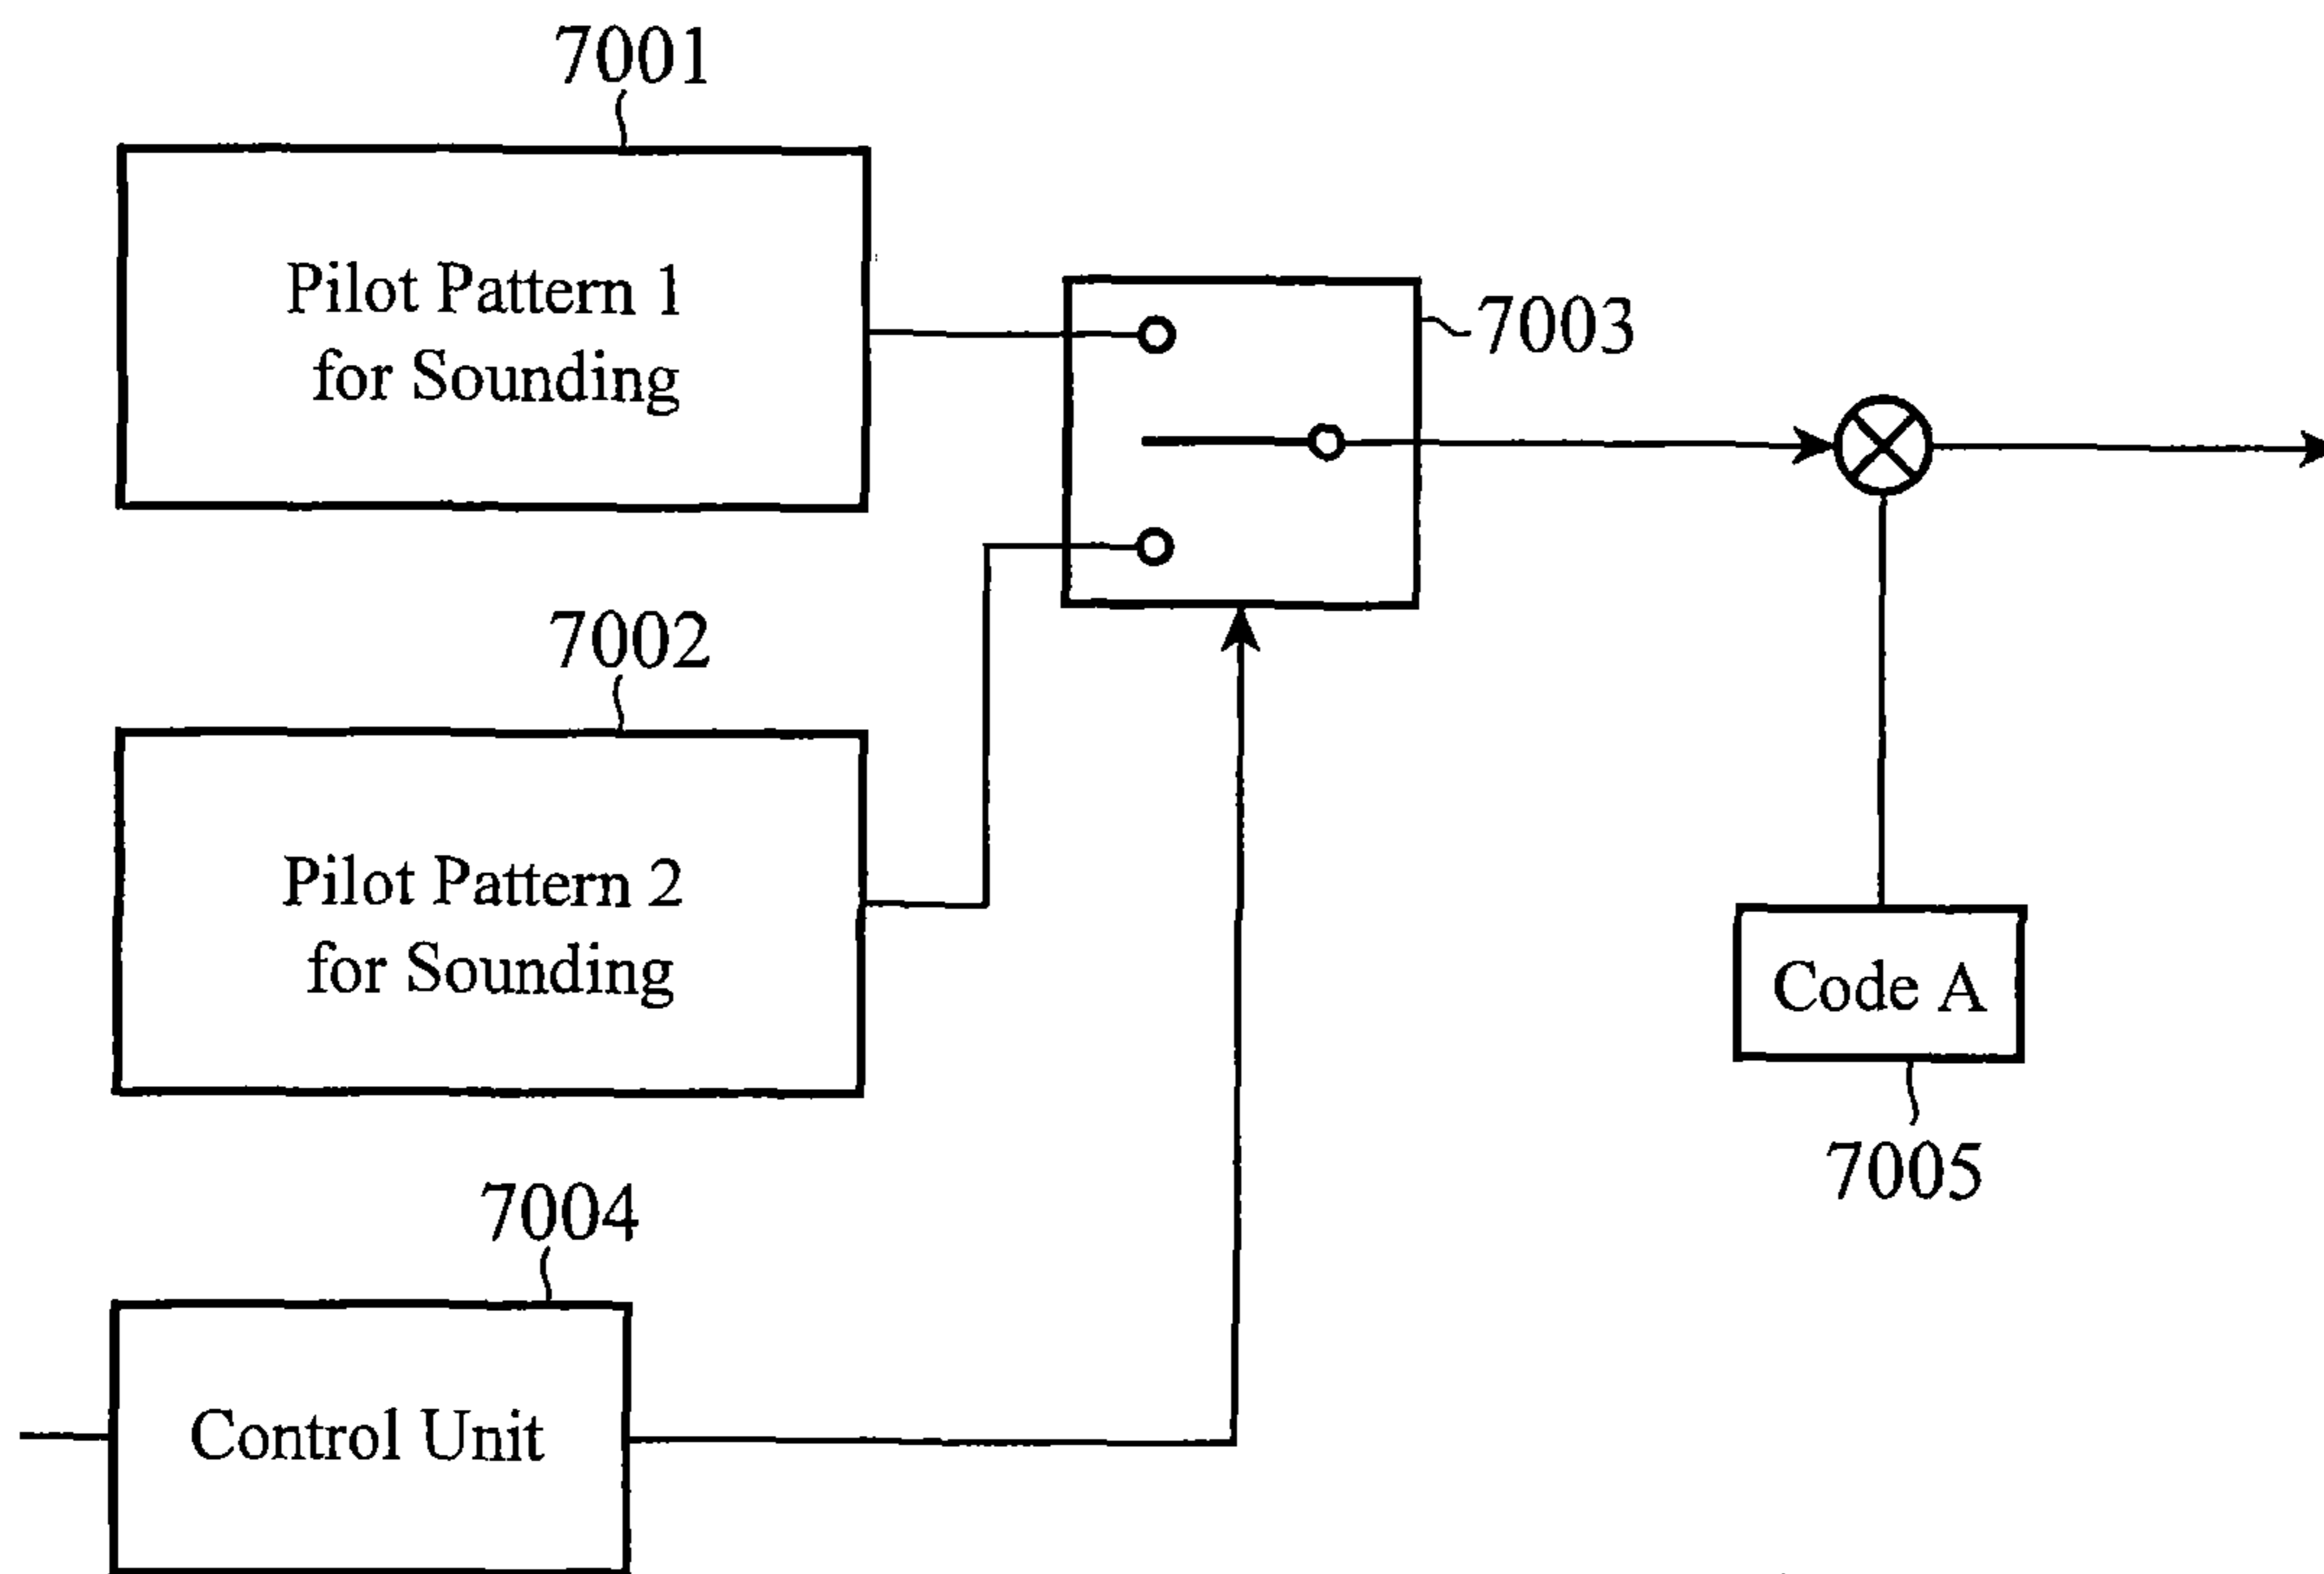 7001
Pilot Pattern 1
for Sounding
7003
7002
Pilot Pattern 2
for Sounding
Code A
7005
7004
Control Unit